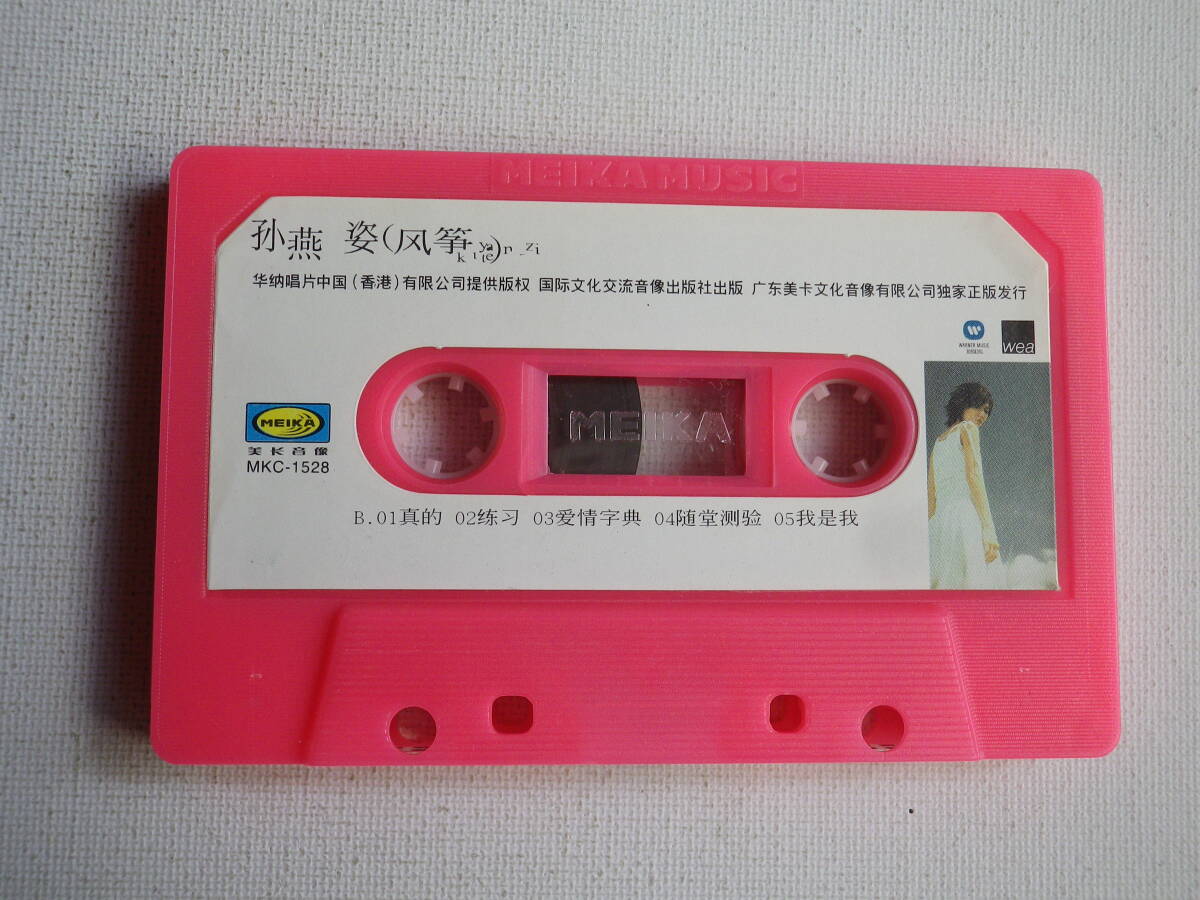 MEIKA MUSIC
孙燕 姿(风筝)
kite yan_zi
华纳唱片中国(香港)有限公司提供版权 国际文化交流音像出版社出版 广东美卡文化音像有限公司独家正版发行
WARNER MUSIC
wea
MEIKA
美卡音像
MKC-1528
MEIKA
B.01真的 02练习 03爱情字典 04随堂测验 05我是我